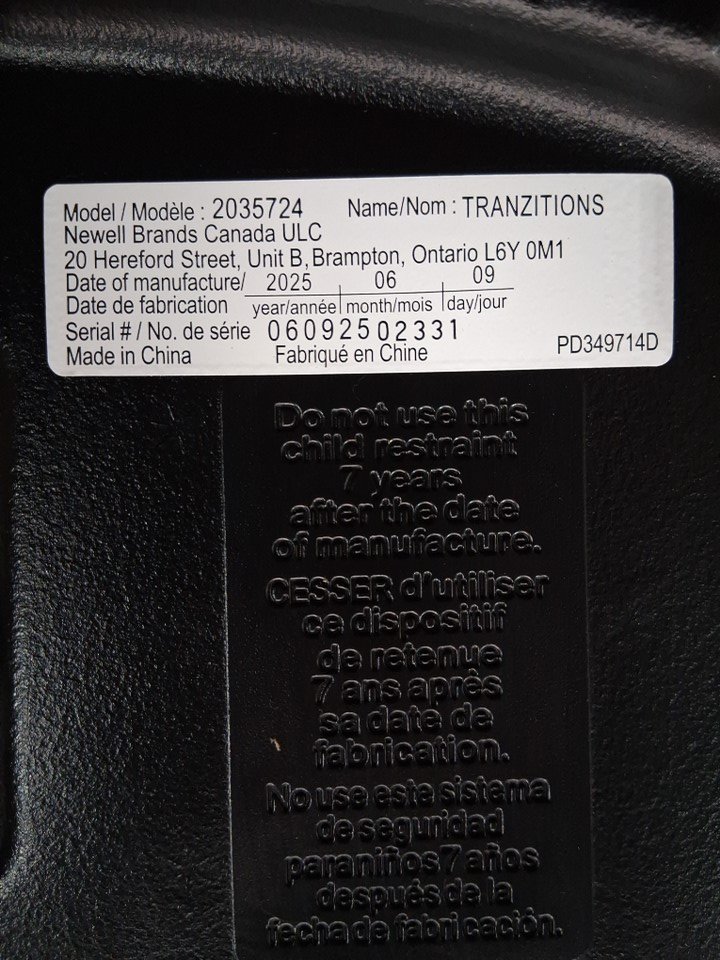 Model / Modèle : 2035724 Name/Nom : TRANZITIONS
Newell Brands Canada ULC
20 Hereford Street, Unit B, Brampton, Ontario L6Y 0M1
Date of manufacture/ 2025 06 09
Date de fabrication year/année month/mois day/jour
Serial # / No. de série 06092502331
Made in China Fabriqué en Chine PD349714D
Do not use this
child restraint
7 years
after the date
of manufacture.
CESSER d'utiliser
ce dispositif
de retenue
7 ans après
sa date de
fabrication.
No use este sistema
de seguridad
para niños 7 años
después de la
fecha de fabricación.